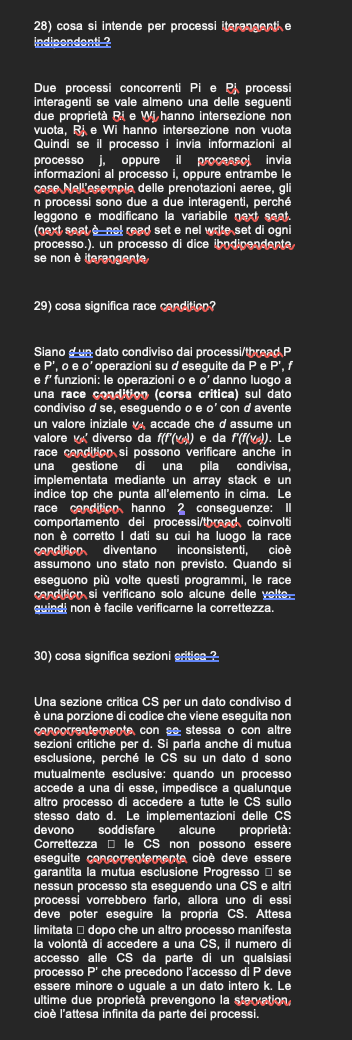 28) cosa si intende per processi iterangenti e
indipendenti ?
Due processi concorrenti Pi e Pj processi
interagenti se vale almeno una delle seguenti
due proprietà Ri e Wj hanno intersezione non
vuota, Rj e Wi hanno intersezione non vuota
Quindi se il processo i invia informazioni al
processo j, oppure il processoj invia
informazioni al processo i, oppure entrambe le
cose.Nell'esempio delle prenotazioni aeree, gli
n processi sono due a due interagenti, perché
leggono e modificano la variabile next_seat.
(next_seat è nel read_set e nel write_set di ogni
processo.). un processo di dice ibndipendente
se non è iterangente
29) cosa significa race condition?
Siano d un dato condiviso dai processi/thread P
e P', o e o' operazioni su d eseguite da P e P', f
e f' funzioni: le operazioni o e o' danno luogo a
una race condition (corsa critica) sul dato
condiviso d se, eseguendo o e o' con d avente
un valore iniziale vd, accade che d assume un
valore vd' diverso da f(f'(vd)) e da f'(f(vd)). Le
race condition si possono verificare anche in
una gestione di una pila condivisa,
implementata mediante un array stack e un
indice top che punta all'elemento in cima. Le
race condition hanno 2 conseguenze: Il
comportamento dei processi/thread coinvolti
non è corretto I dati su cui ha luogo la race
condition diventano inconsistenti, cioè
assumono uno stato non previsto. Quando si
eseguono più volte questi programmi, le race
condition si verificano solo alcune delle volte,
quindi non è facile verificarne la correttezza.
30) cosa significa sezioni critica ?
Una sezione critica CS per un dato condiviso d
è una porzione di codice che viene eseguita non
concorrentemente con se stessa o con altre
sezioni critiche per d. Si parla anche di mutua
esclusione, perché le CS su un dato d sono
mutualmente esclusive: quando un processo
accede a una di esse, impedisce a qualunque
altro processo di accedere a tutte le CS sullo
stesso dato d. Le implementazioni delle CS
devono soddisfare alcune proprietà:
Correttezza □ le CS non possono essere
eseguite concorrentemente cioè deve essere
garantita la mutua esclusione Progresso □ se
nessun processo sta eseguendo una CS e altri
processi vorrebbero farlo, allora uno di essi
deve poter eseguire la propria CS. Attesa
limitata □ dopo che un altro processo manifesta
la volontà di accedere a una CS, il numero di
accesso alle CS da parte di un qualsiasi
processo P' che precedono l'accesso di P deve
essere minore o uguale a un dato intero k. Le
ultime due proprietà prevengono la starvation,
cioè l'attesa infinita da parte dei processi.